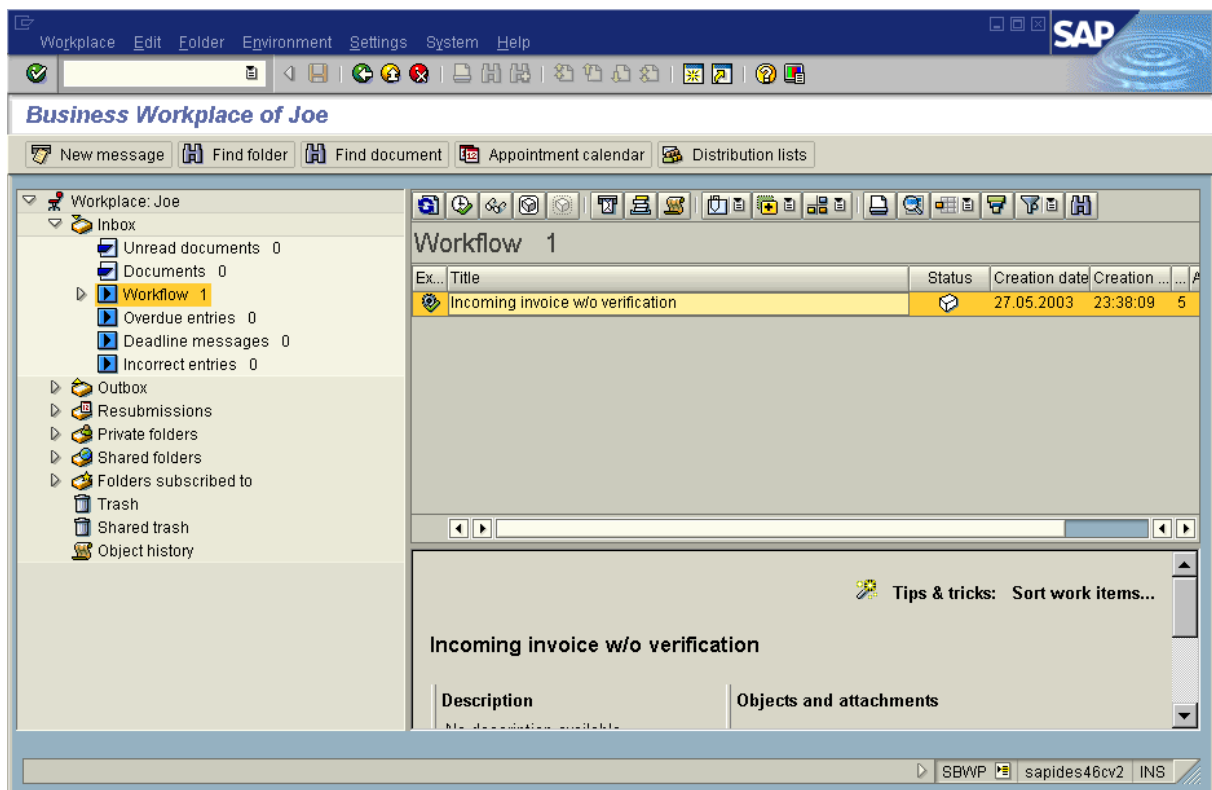 Workplace Edit Folder Environment Settings System Help
SAP
Business Workplace of Joe
New message Find folder Find document Appointment calendar Distribution lists
Workplace: Joe
Inbox
Unread documents 0
Documents 0
Workflow 1
Overdue entries 0
Deadline messages 0
Incorrect entries 0
Outbox
Resubmissions
Private folders
Shared folders
Folders subscribed to
Trash
Shared trash
Object history
Workflow 1
Ex... Title Status Creation date Creation ... ... A
Incoming invoice w/o verification 27.05.2003 23:38:09 5
Tips & tricks: Sort work items...
Incoming invoice w/o verification
Description Objects and attachments
No description available
SBWP sapides46cv2 INS